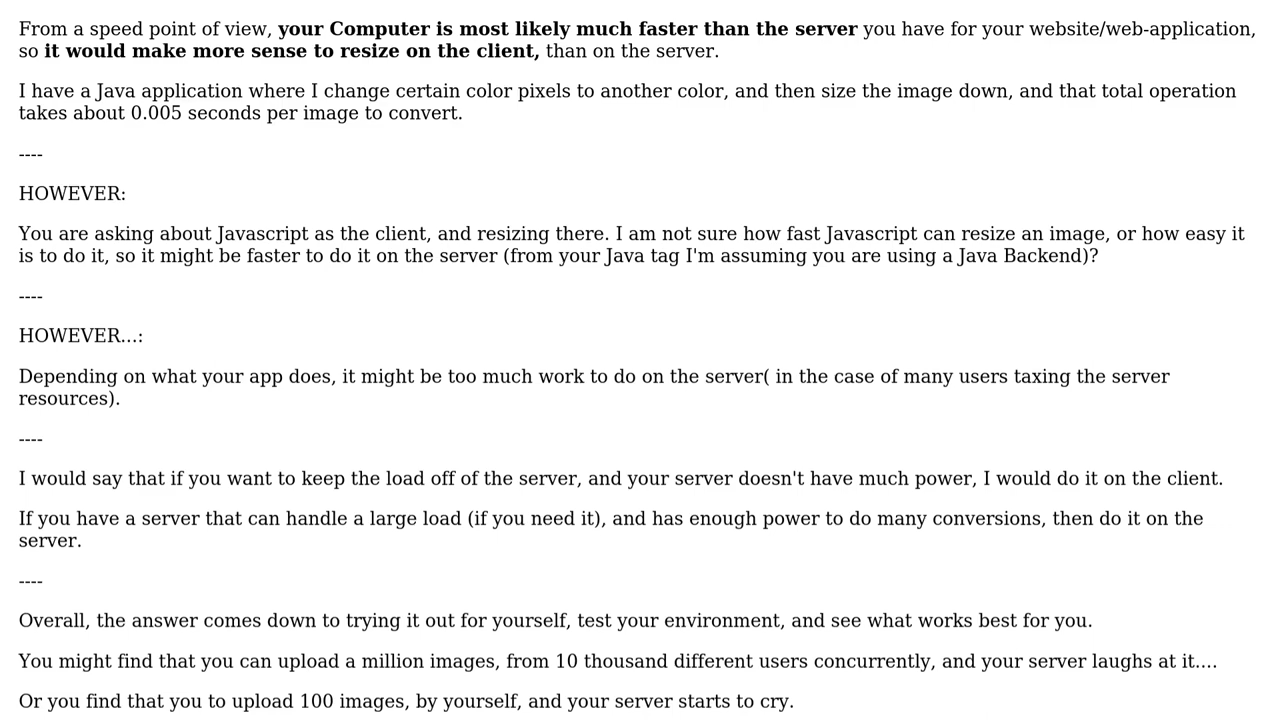 From a speed point of view, your Computer is most likely much faster than the server you have for your website/web-application,
so it would make more sense to resize on the client, than on the server.
I have a Java application where I change certain color pixels to another color, and then size the image down, and that total operation
takes about 0.005 seconds per image to convert.
----
HOWEVER:
You are asking about Javascript as the client, and resizing there. I am not sure how fast Javascript can resize an image, or how easy it
is to do it, so it might be faster to do it on the server (from your Java tag I'm assuming you are using a Java Backend)?
----
HOWEVER...:
Depending on what your app does, it might be too much work to do on the server( in the case of many users taxing the server
resources).
----
I would say that if you want to keep the load off of the server, and your server doesn't have much power, I would do it on the client.
If you have a server that can handle a large load (if you need it), and has enough power to do many conversions, then do it on the
server.
----
Overall, the answer comes down to trying it out for yourself, test your environment, and see what works best for you.
You might find that you can upload a million images, from 10 thousand different users concurrently, and your server laughs at it....
Or you find that you to upload 100 images, by yourself, and your server starts to cry.